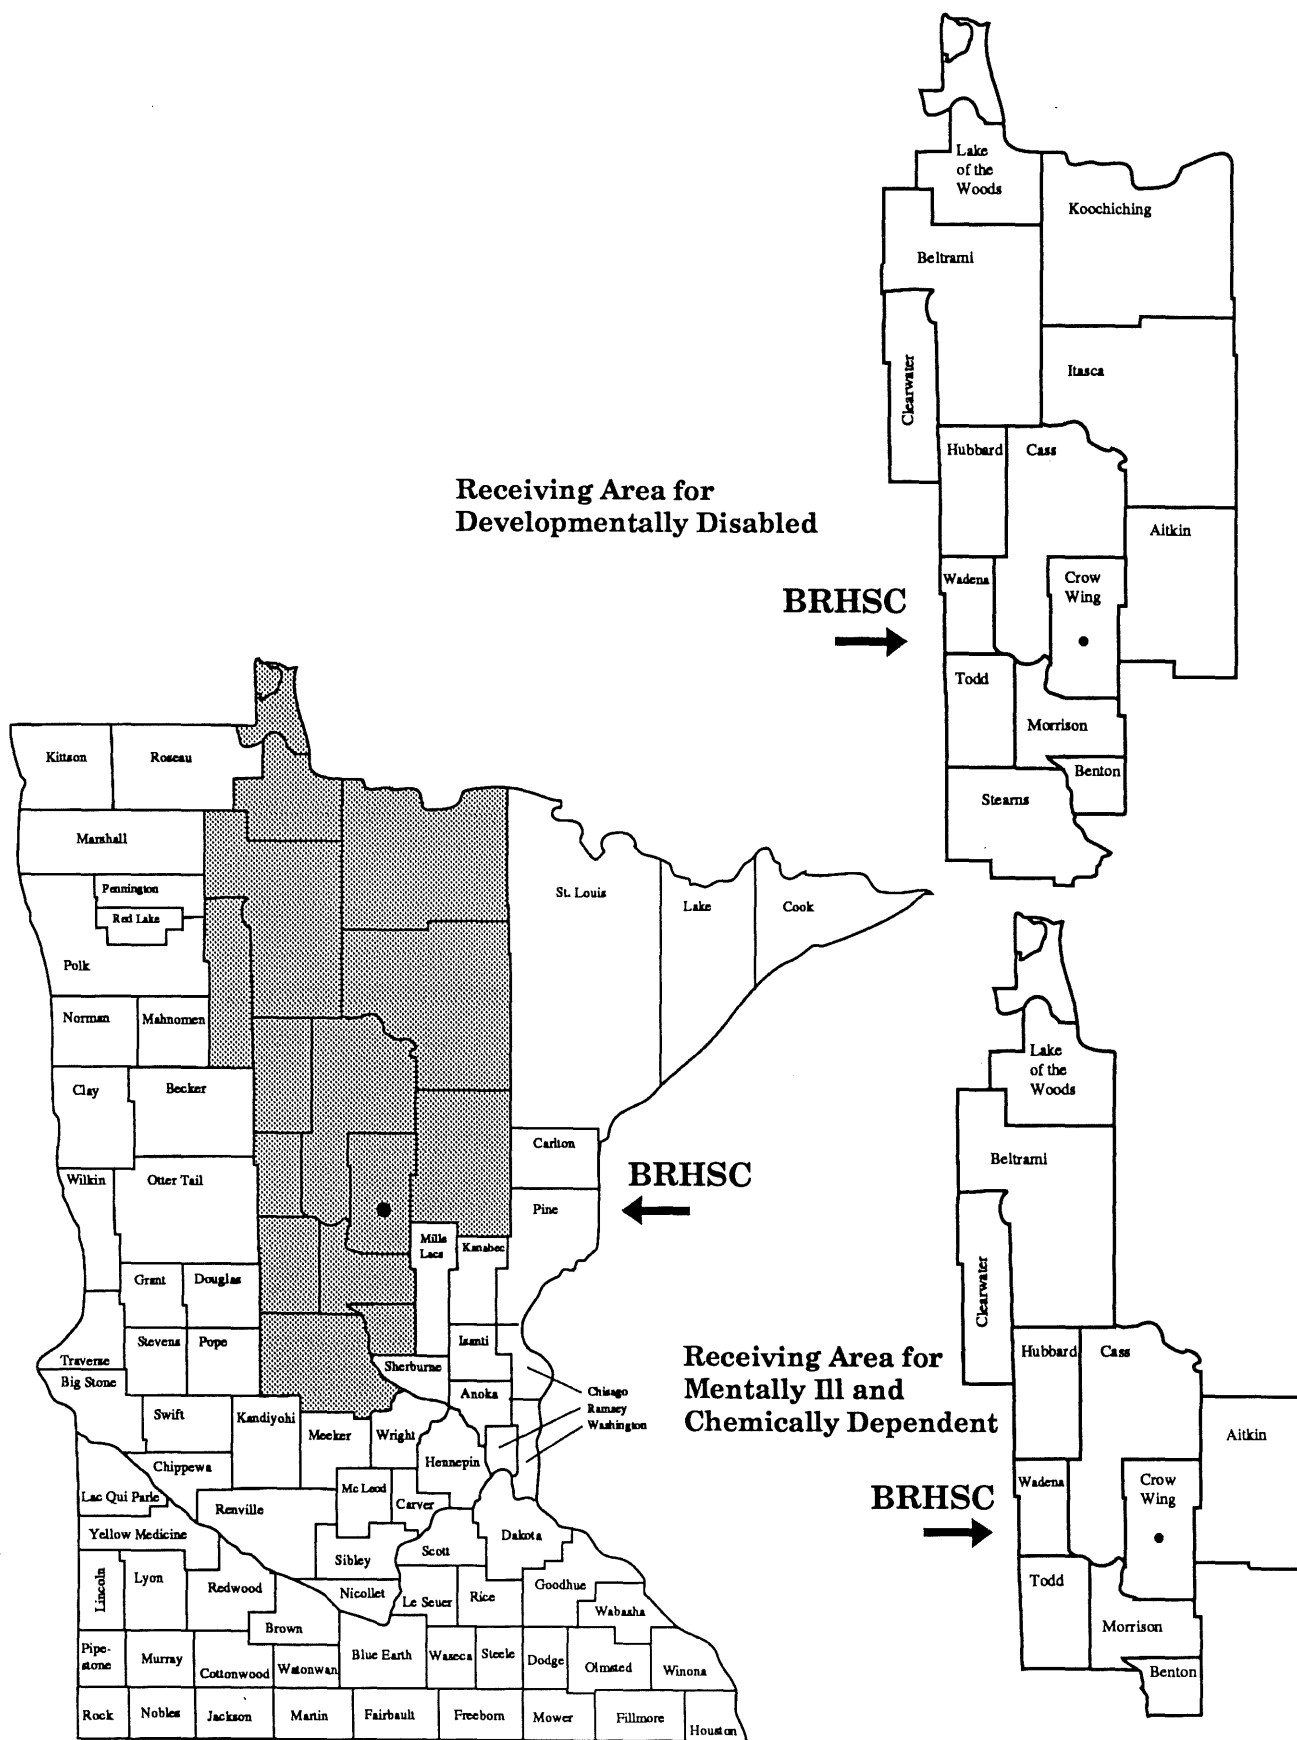 Lake
of the
Woods
Koochiching
Beltrami
Clearwater
Itasca
Hubbard
Cass
Receiving Area for
Developmentally Disabled
Aitkin
BRHSC
Wadena
Crow
Wing
Todd
Morrison
Benton
Stearns
Kittson
Roseau
Marshall
Pennington
Red Lake
Polk
Norman
Mahnomen
St. Louis
Lake
Cook
Clay
Becker
Carlton
Wilkin
Otter Tail
BRHSC
Pine
Mills
Lacs
Kanabec
Grant
Douglas
Stevens
Pope
Isanti
Traverse
Big Stone
Sherburne
Chisago
Anoka
Ramsey
Washington
Swift
Kandiyohi
Meeker
Wright
Hennepin
Chippewa
Lac Qui Parle
Renville
Mc Leod
Carver
Yellow Medicine
Dakota
Scott
Sibley
Lincoln
Lyon
Redwood
Nicollet
Le Seuer
Rice
Goodhue
Wabasha
Brown
Pipe-
stone
Murray
Cottonwood
Watonwan
Blue Earth
Waseca
Steele
Dodge
Olmsted
Winona
Rock
Nobles
Jackson
Martin
Fairbault
Freeborn
Mower
Fillmore
Houston
Lake
of the
Woods
Beltrami
Clearwater
Hubbard
Cass
Receiving Area for
Mentally Ill and
Chemically Dependent
Aitkin
BRHSC
Wadena
Crow
Wing
Todd
Morrison
Benton